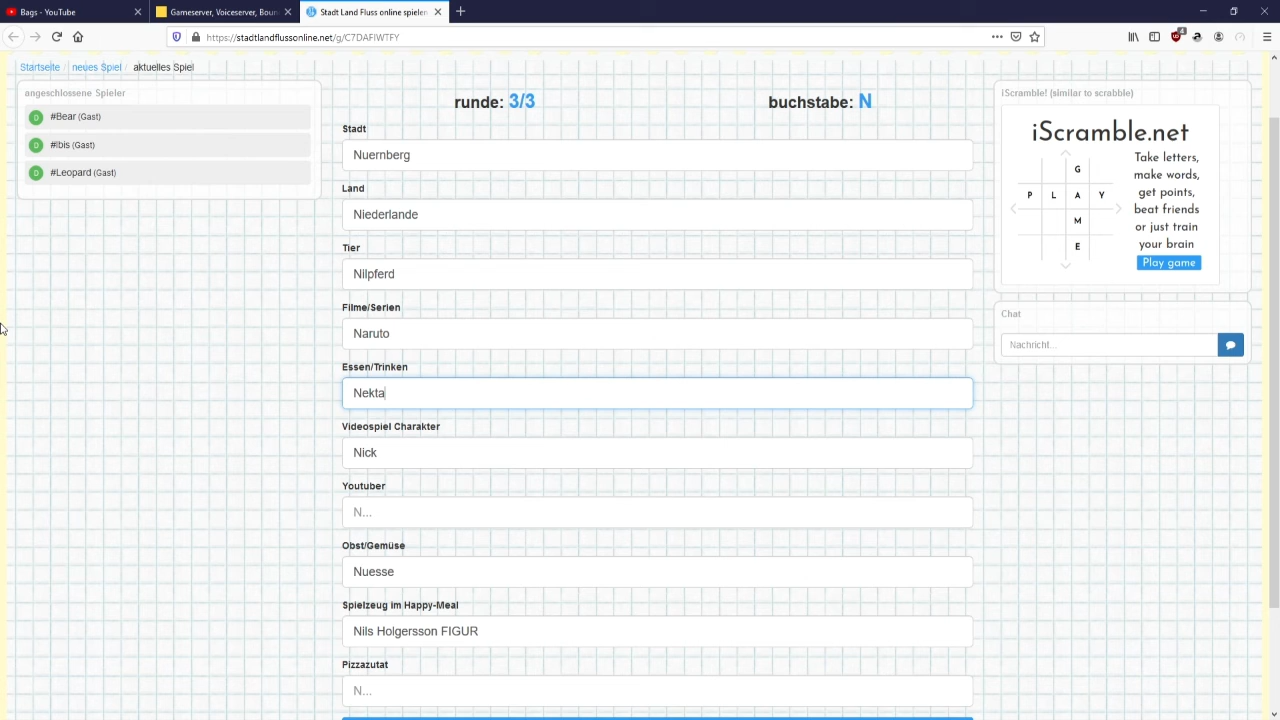 Bags - YouTube
Gameserver, Voiceserver, Boun
Stadt Land Fluss online spielen
https://stadtlandflussonline.net/g/C7DAFIWTFY
Startseite / neues Spiel / aktuelles Spiel
angeschlossene Spieler
#Bear (Gast)
#Ibis (Gast)
#Leopard (Gast)
runde: 3/3
buchstabe: N
Stadt
Nuernberg
Land
Niederlande
Tier
Nilpferd
Filme/Serien
Naruto
Essen/Trinken
Nekta
Videospiel Charakter
Nick
Youtuber
N...
Obst/Gemüse
Nuesse
Spielzeug im Happy-Meal
Nils Holgersson FIGUR
Pizzazutat
N...
iScramble! (similar to scrabble)
iScramble.net
G
P L A Y
M
E
Take letters,
make words,
get points,
beat friends
or just train
your brain
Play game
Chat
Nachricht...